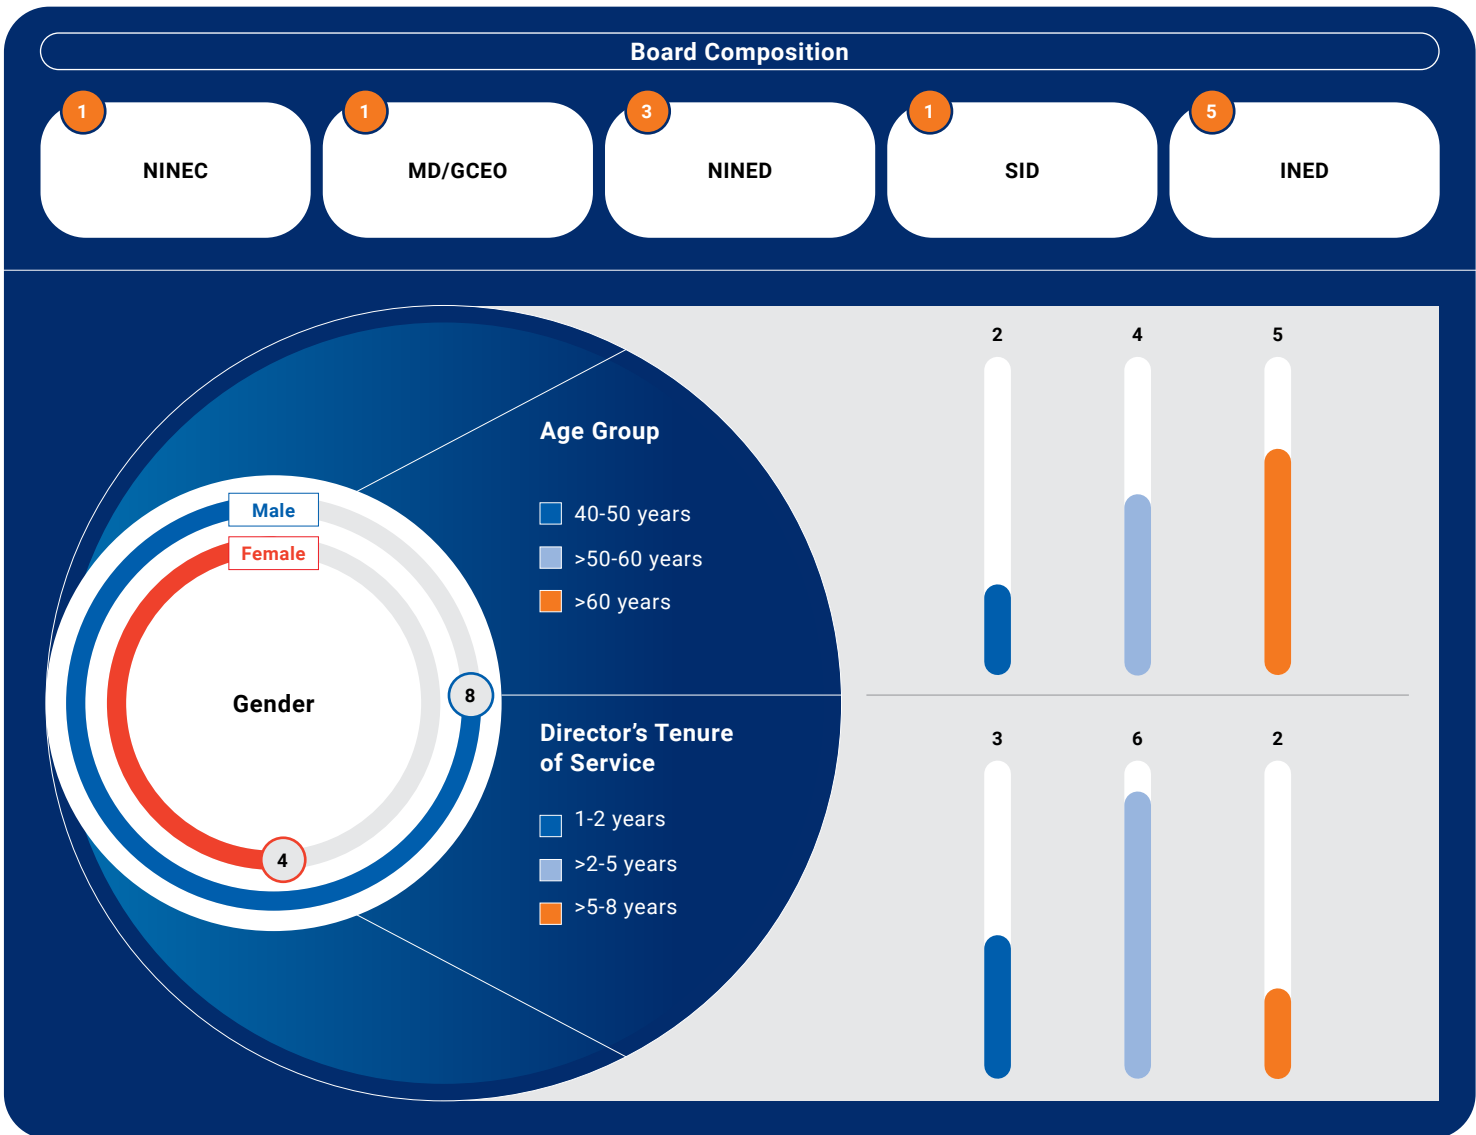 Board Composition
1
NINEC
1
MD/GCEO
3
NINED
1
SID
5
INED
Male
Female
Gender
8
4
Age Group
40-50 years
>50-60 years
>60 years
2
4
5
Director’s Tenure
of Service
1-2 years
>2-5 years
>5-8 years
3
6
2